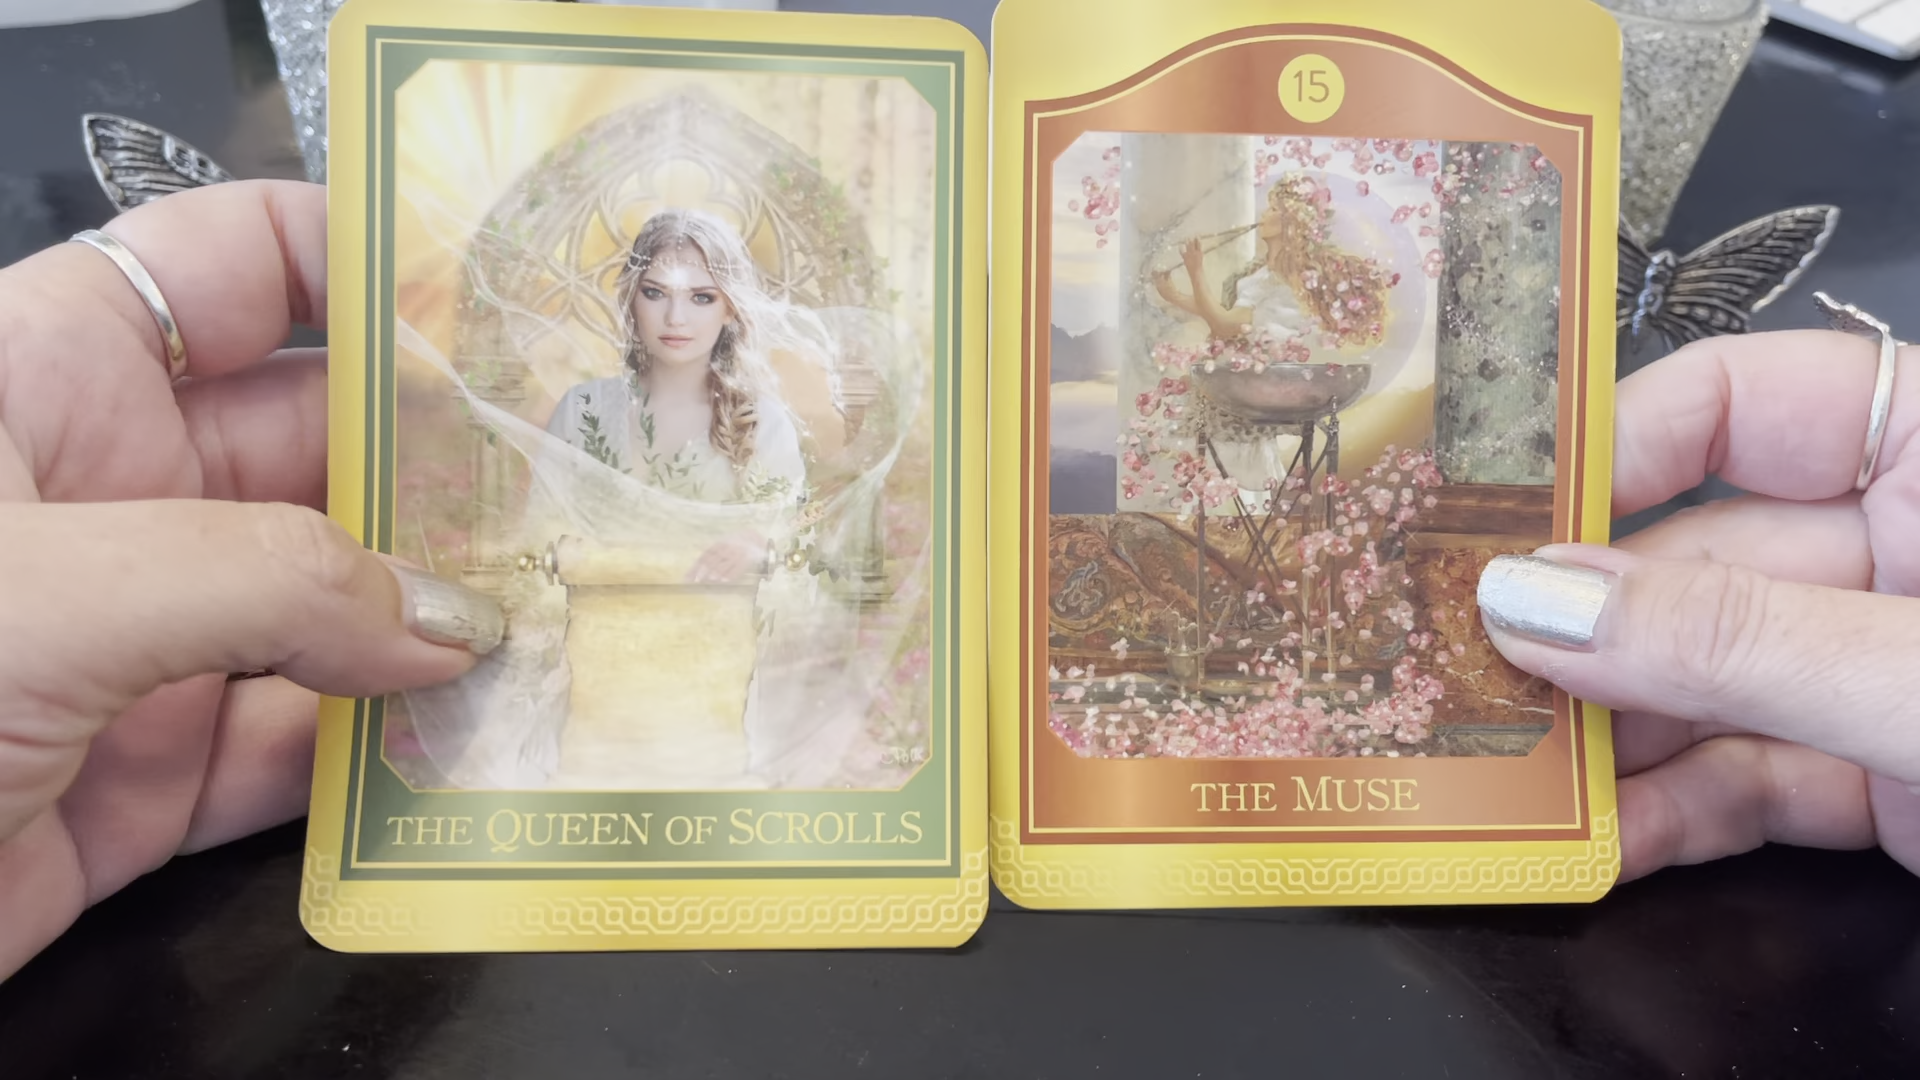 THE QUEEN OF SCROLLS
15
THE MUSE